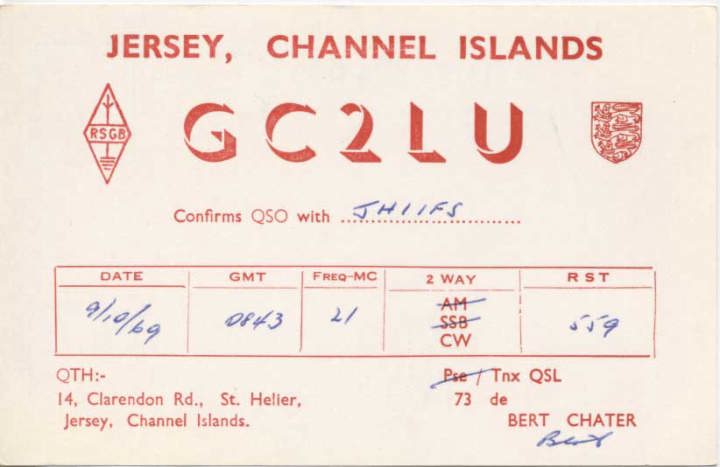 JERSEY, CHANNEL ISLANDS
RSGB
GC2LU
Confirms QSO with JH1IFS
DATE GMT FREQ-MC 2 WAY RST
9/10/69 0843 21 AM SSB CW 559
QTH:-
14, Clarendon Rd., St. Helier,
Jersey, Channel Islands.
Pse / Tnx QSL
73 de
BERT CHATER
Bert